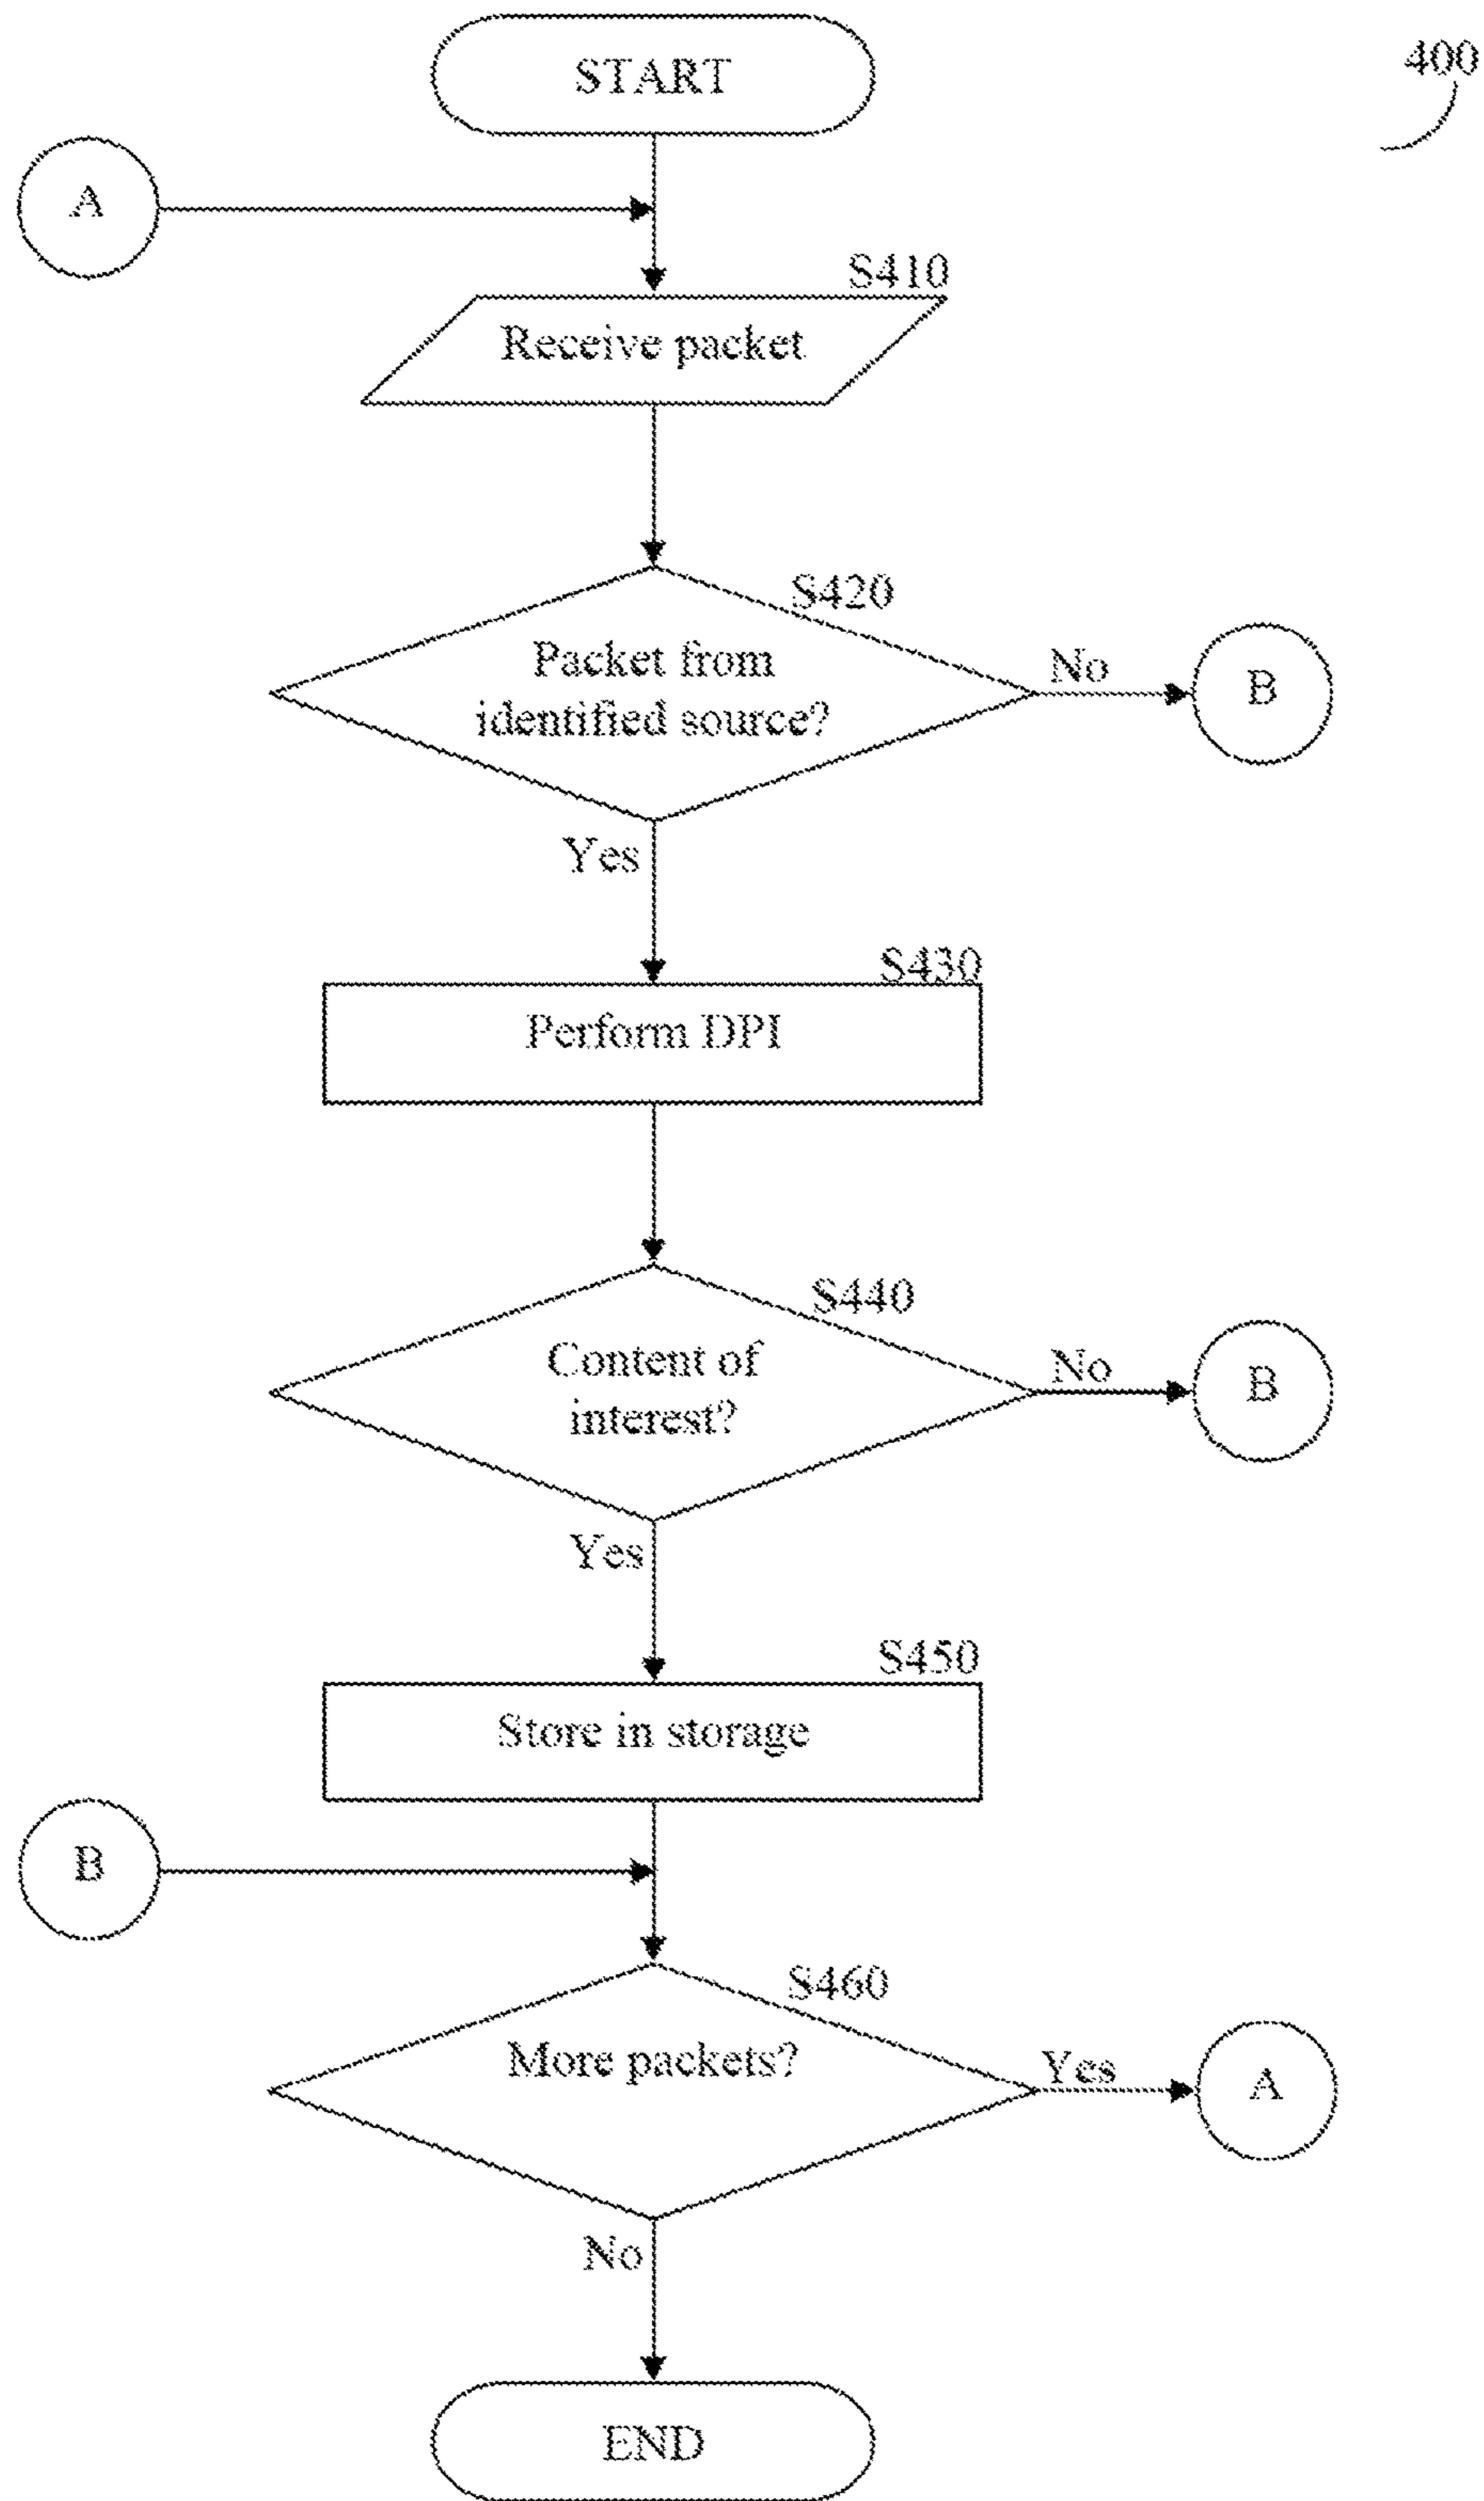 START
400
A
S410
Receive packet
S420
Packet from
identified source?
No
B
Yes
S430
Perform DPI
S440
Content of
interest?
No
B
Yes
S450
Store in storage
B
S460
More packets?
Yes
A
No
END